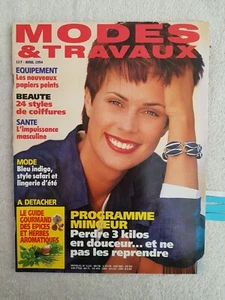 MODES
& TRAVAUX
AVRIL 1994
EQUIPEMENT
Les nouveaux
papiers peints
BEAUTE
24 styles
de coiffures
SANTE
L'impuissance
masculine
MODE
Bleu indigo,
style safari et
lingerie d'été
A DETACHER
LE GUIDE
GOURMAND
DES EPICES
ET HERBES
AROMATIQUES
PROGRAMME
MINCEUR
Perdre 3 kilos
en douceur... et ne
pas les reprendre